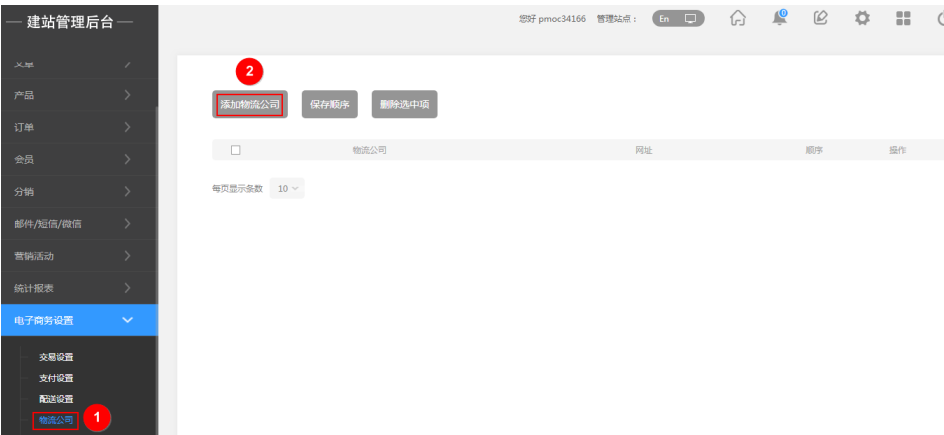 — 建站管理后台 —
您好 pmoc34166 管理站点： En
0
文章
产品
订单
会员
分销
邮件/短信/微信
营销活动
统计报表
电子商务设置
交易设置
支付设置
配送设置
物流公司 1
2
添加物流公司 保存顺序 删除选中项
物流公司 网址 顺序 操作
每页显示条数 10